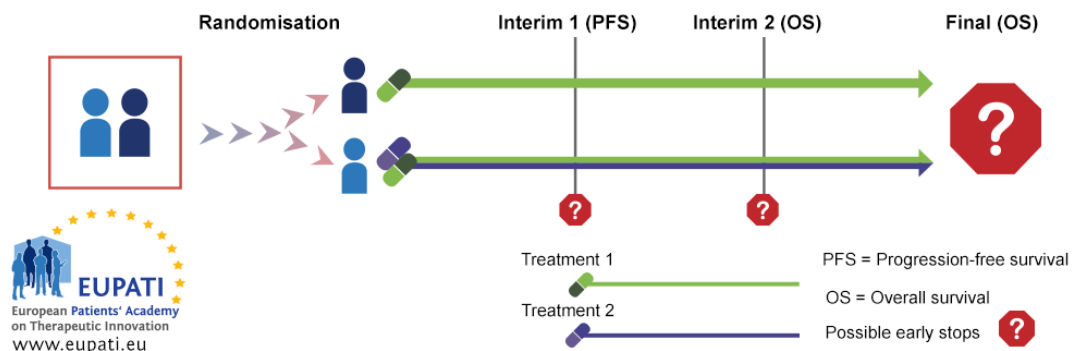 Randomisation
Interim 1 (PFS)
Interim 2 (OS)
Final (OS)
?
?
?
EUPATI
European Patients' Academy
on Therapeutic Innovation
www.eupati.eu
Treatment 1
Treatment 2
PFS = Progression-free survival
OS = Overall survival
Possible early stops
?